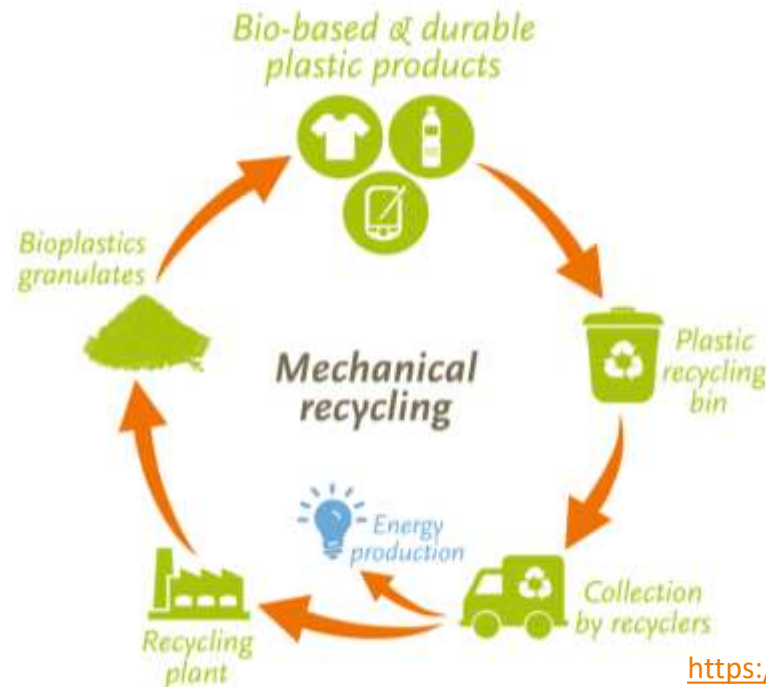 Bio-based & durable
plastic products
Bioplastics
granulates
Plastic
recycling
bin
Mechanical
recycling
Energy
production
Collection
by recyclers
Recycling
plant
https:/